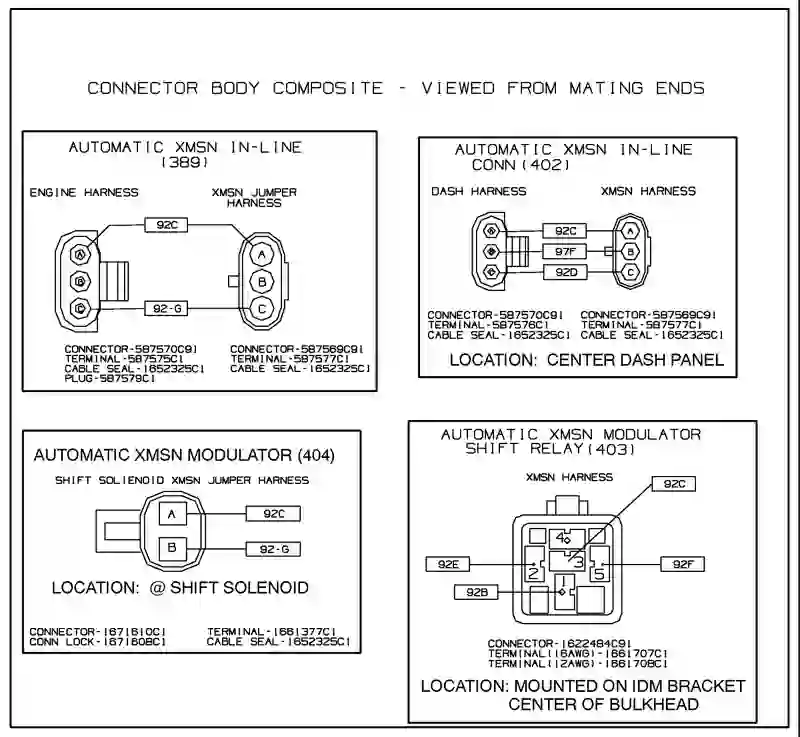 CONNECTOR BODY COMPOSITE - VIEWED FROM MATING ENDS
AUTOMATIC XMSN IN-LINE
(389)
ENGINE HARNESS
XMSN JUMPER
HARNESS
92C
A
A
B
B
C
92-G
C
CONNECTOR-587570C91
TERMINAL-587575C1
CABLE SEAL-1652325C1
PLUG-587579C1
CONNECTOR-587569C91
TERMINAL-587577C1
CABLE SEAL-1652325C1
AUTOMATIC XMSN IN-LINE
CONN (402)
DASH HARNESS
XMSN HARNESS
A
92C
A
B
97F
B
C
92D
C
CONNECTOR-587570C91
TERMINAL-587576C1
CABLE SEAL-1652325C1
CONNECTOR-587569C91
TERMINAL-587577C1
CABLE SEAL-1652325C1
LOCATION: CENTER DASH PANEL
AUTOMATIC XMSN MODULATOR (404)
SHIFT SOLIENOID XMSN JUMPER HARNESS
A
92C
B
92-G
LOCATION: @ SHIFT SOLENOID
CONNECTOR-1671610C1
CONN LOCK-1671608C1
TERMINAL-1661377C1
CABLE SEAL-1652325C1
AUTOMATIC XMSN MODULATOR
SHIFT RELAY(403)
XMSN HARNESS
92C
4
3
92E
2
5
92F
92B
1
CONNECTOR-1622484C91
TERMINAL(16AWG)-1661707C1
TERMINAL(12AWG)-1661708C1
LOCATION: MOUNTED ON IDM BRACKET
CENTER OF BULKHEAD